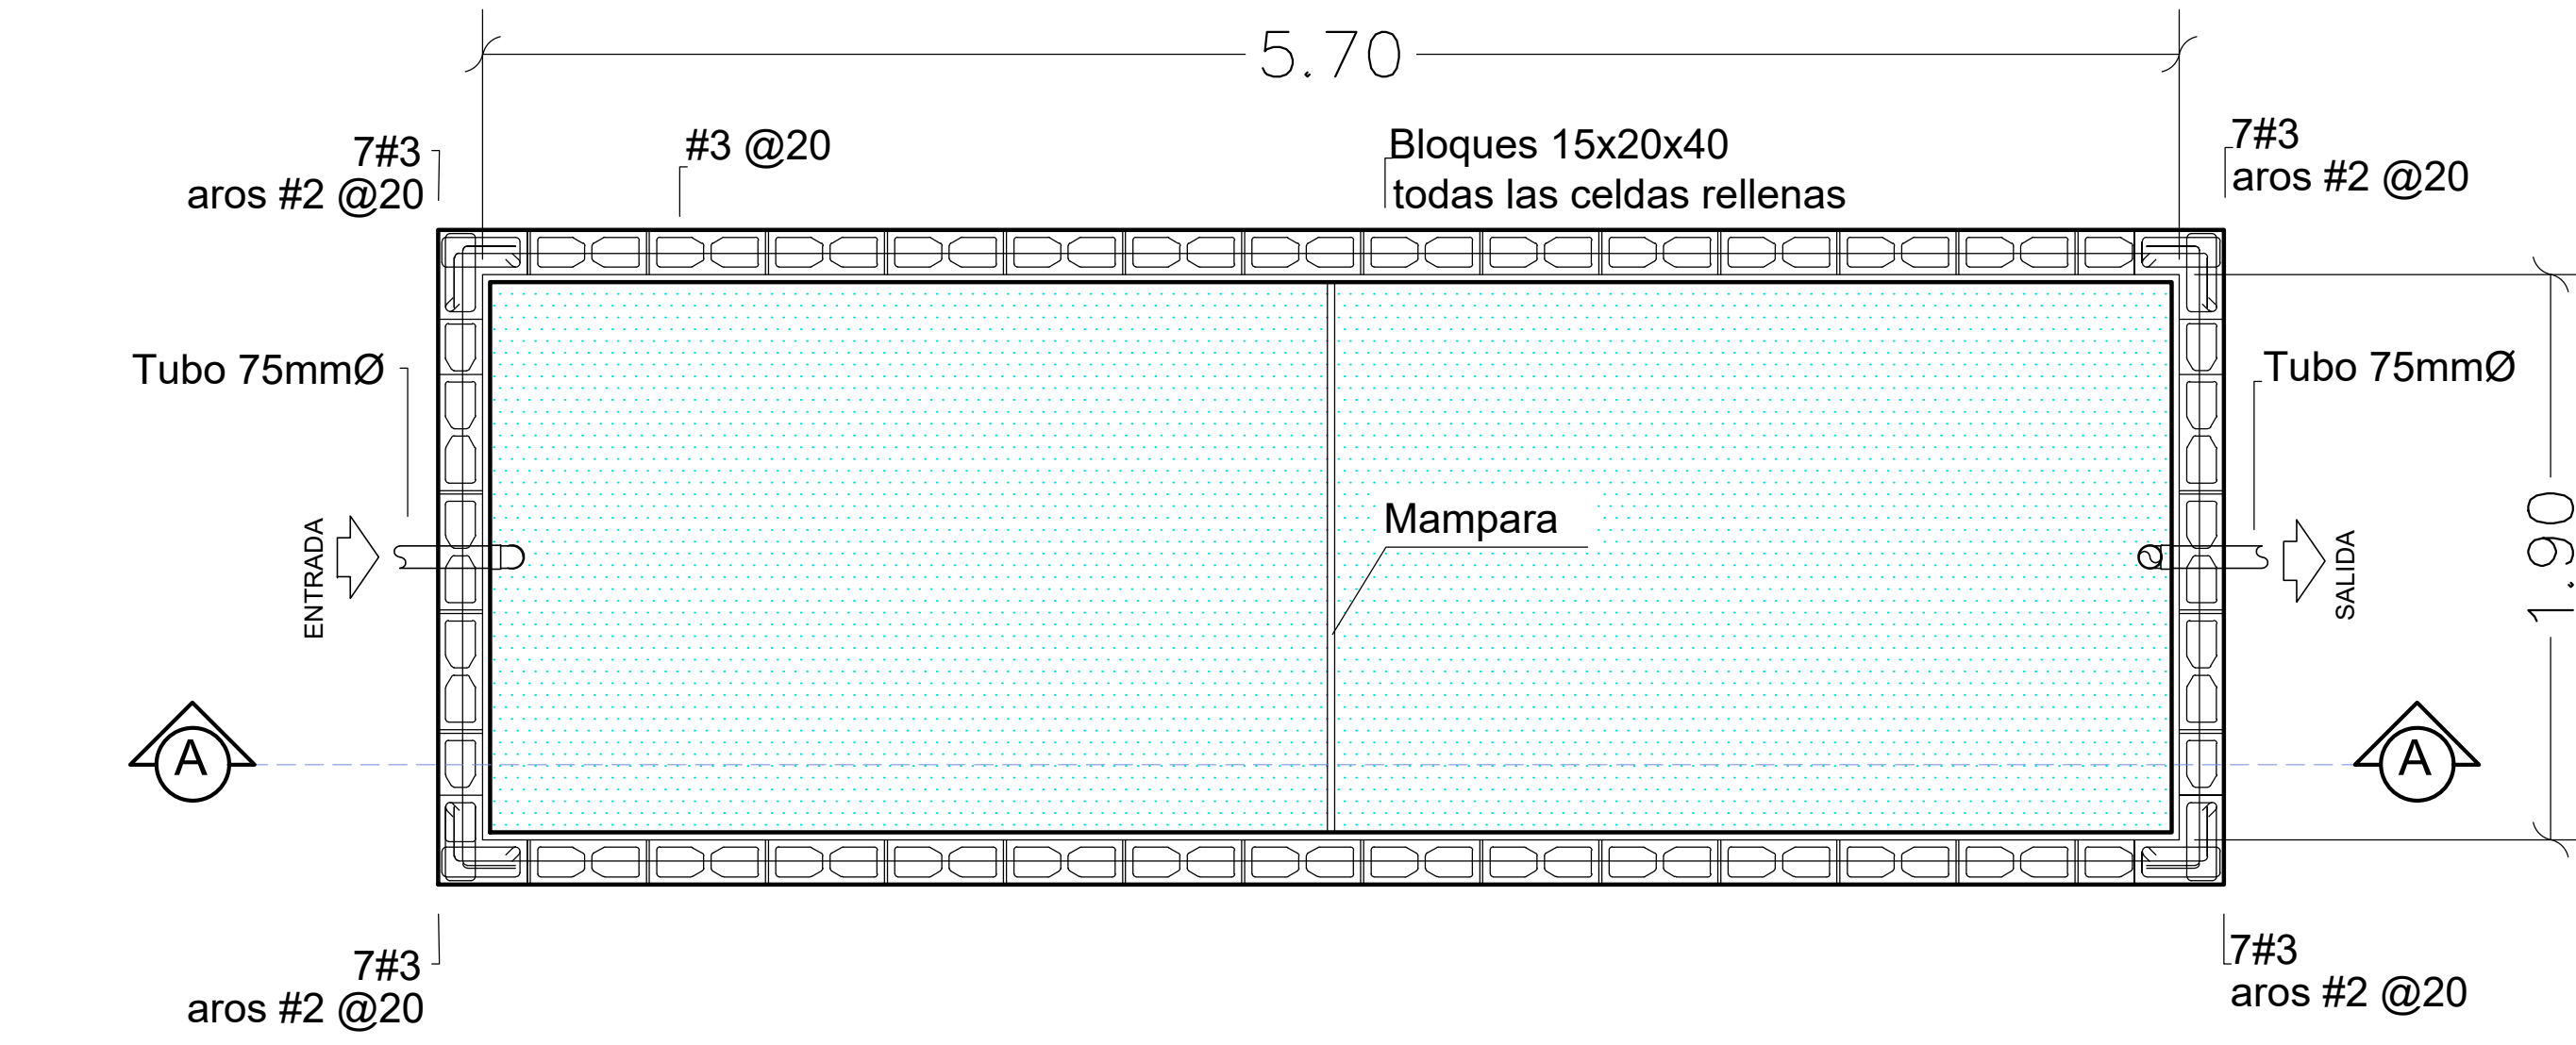 5.70
7#3
aros #2 @20
#3 @20
Bloques 15x20x40
todas las celdas rellenas
7#3
aros #2 @20
Tubo 75mmØ
Tubo 75mmØ
ENTRADA
Mampara
SALIDA
1.90
A
A
7#3
aros #2 @20
7#3
aros #2 @20